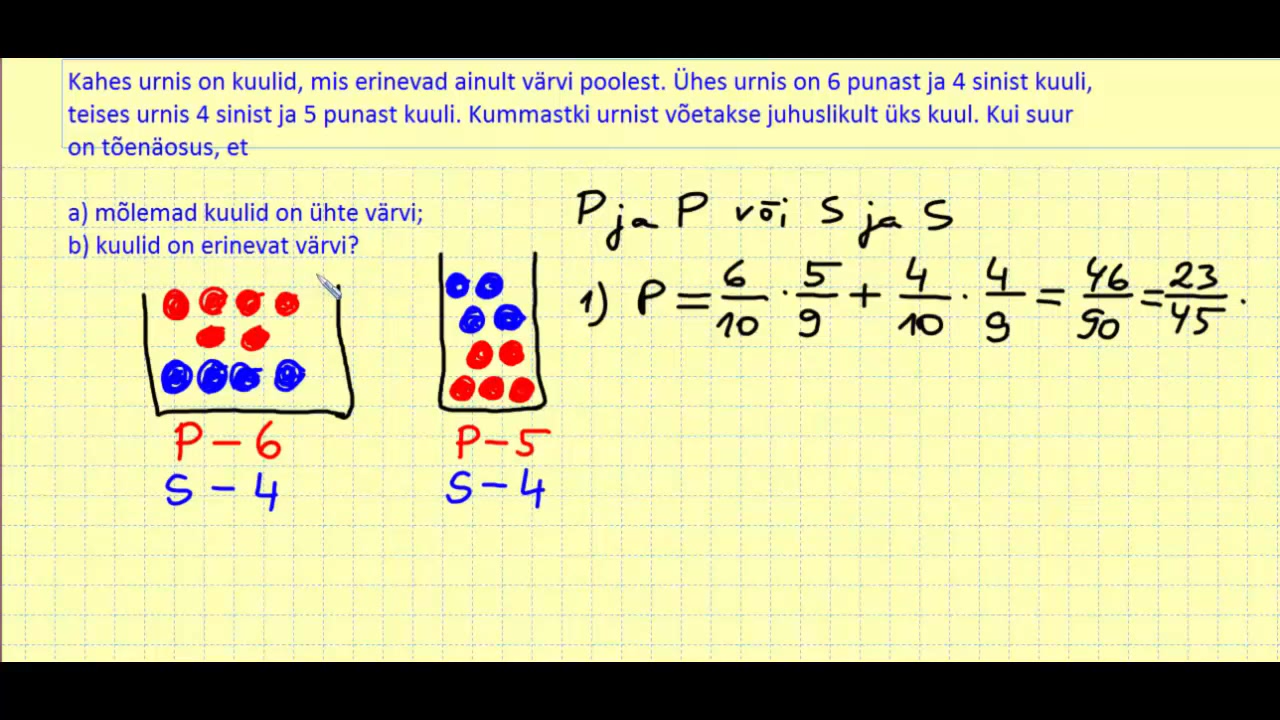 Kahes urnis on kuulid, mis erinevad ainult värvi poolest. Ühes urnis on 6 punast ja 4 sinist kuuli,
teises urnis 4 sinist ja 5 punast kuuli. Kummastki urnist võetakse juhuslikult üks kuul. Kui suur
on tõenäosus, et
a) mõlemad kuulid on ühte värvi;
b) kuulid on erinevat värvi?
P ja P või S ja S
1) P = 6/10 · 5/9 + 4/10 · 4/9 = 46/90 = 23/45 .
P – 6
S – 4
P – 5
S – 4